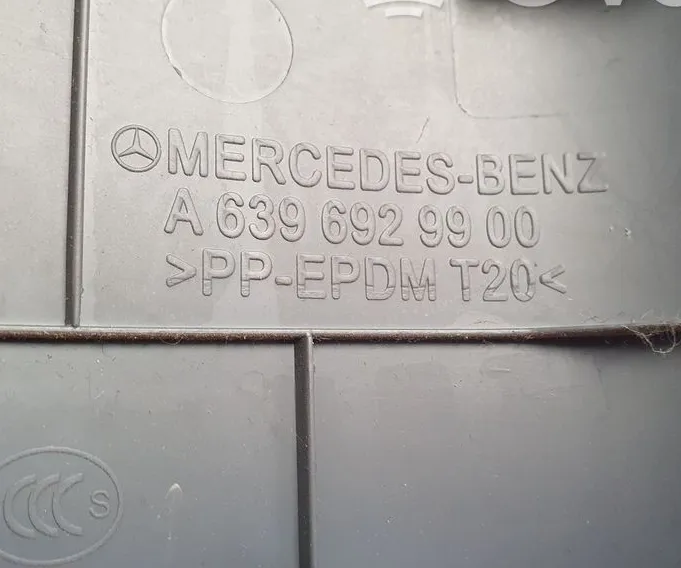 MERCEDES-BENZ
A 639 692 99 00
>PP-EPDM T20<
CCC S